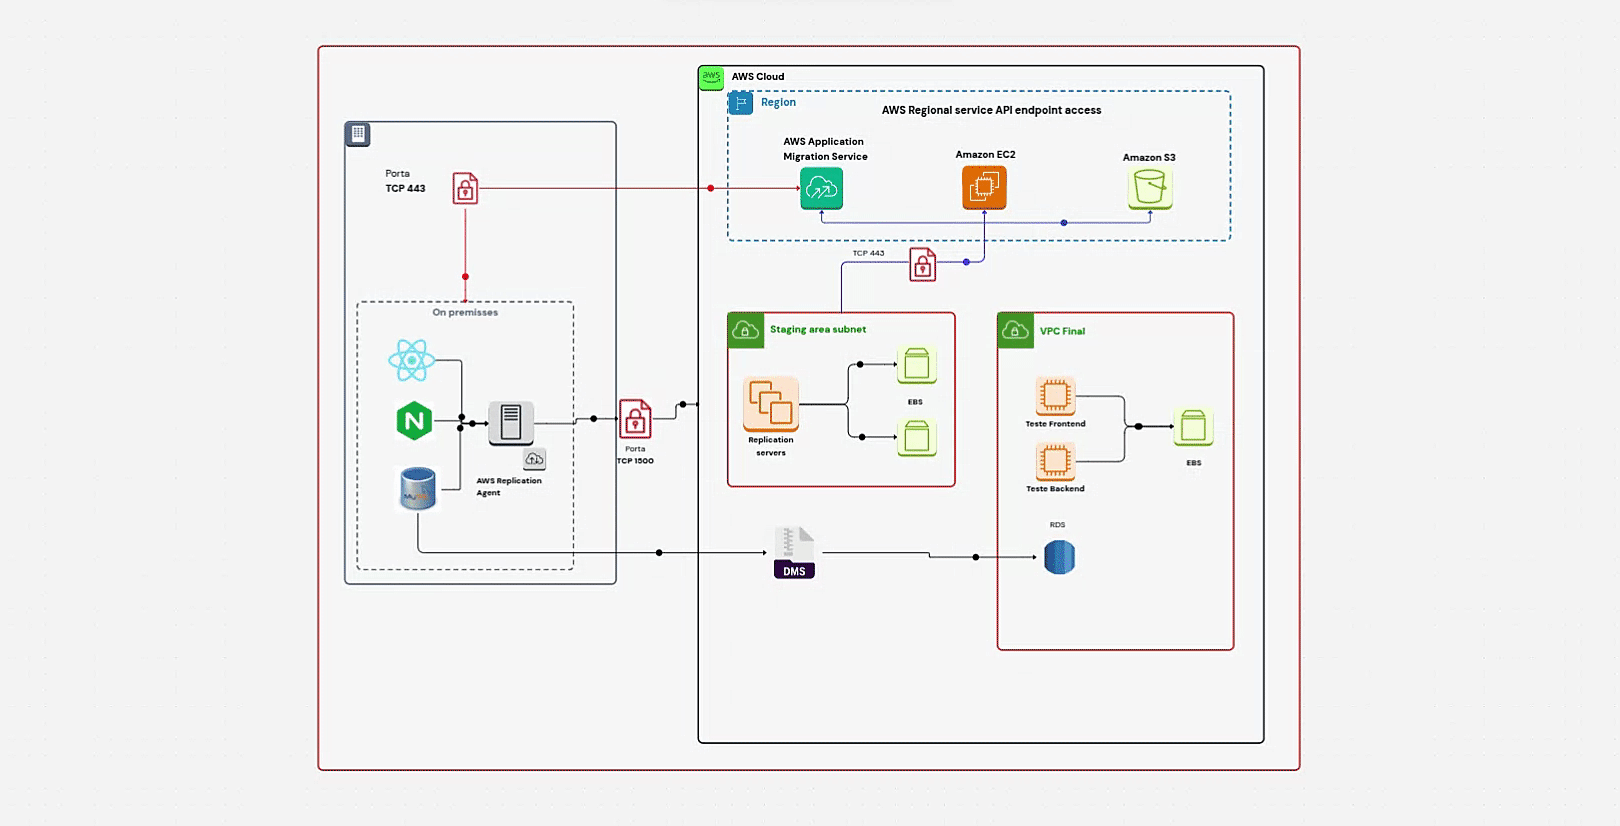 aws
AWS Cloud
Region
AWS Regional service API endpoint access
AWS Application
Migration Service
Amazon EC2
Amazon S3
Porta
TCP 443
TCP 443
On premisses
Staging area subnet
VPC Final
N
EBS
Teste Frontend
Replication
servers
Porta
TCP 1500
EBS
My
AWS Replication
Agent
Teste Backend
RDS
DMS